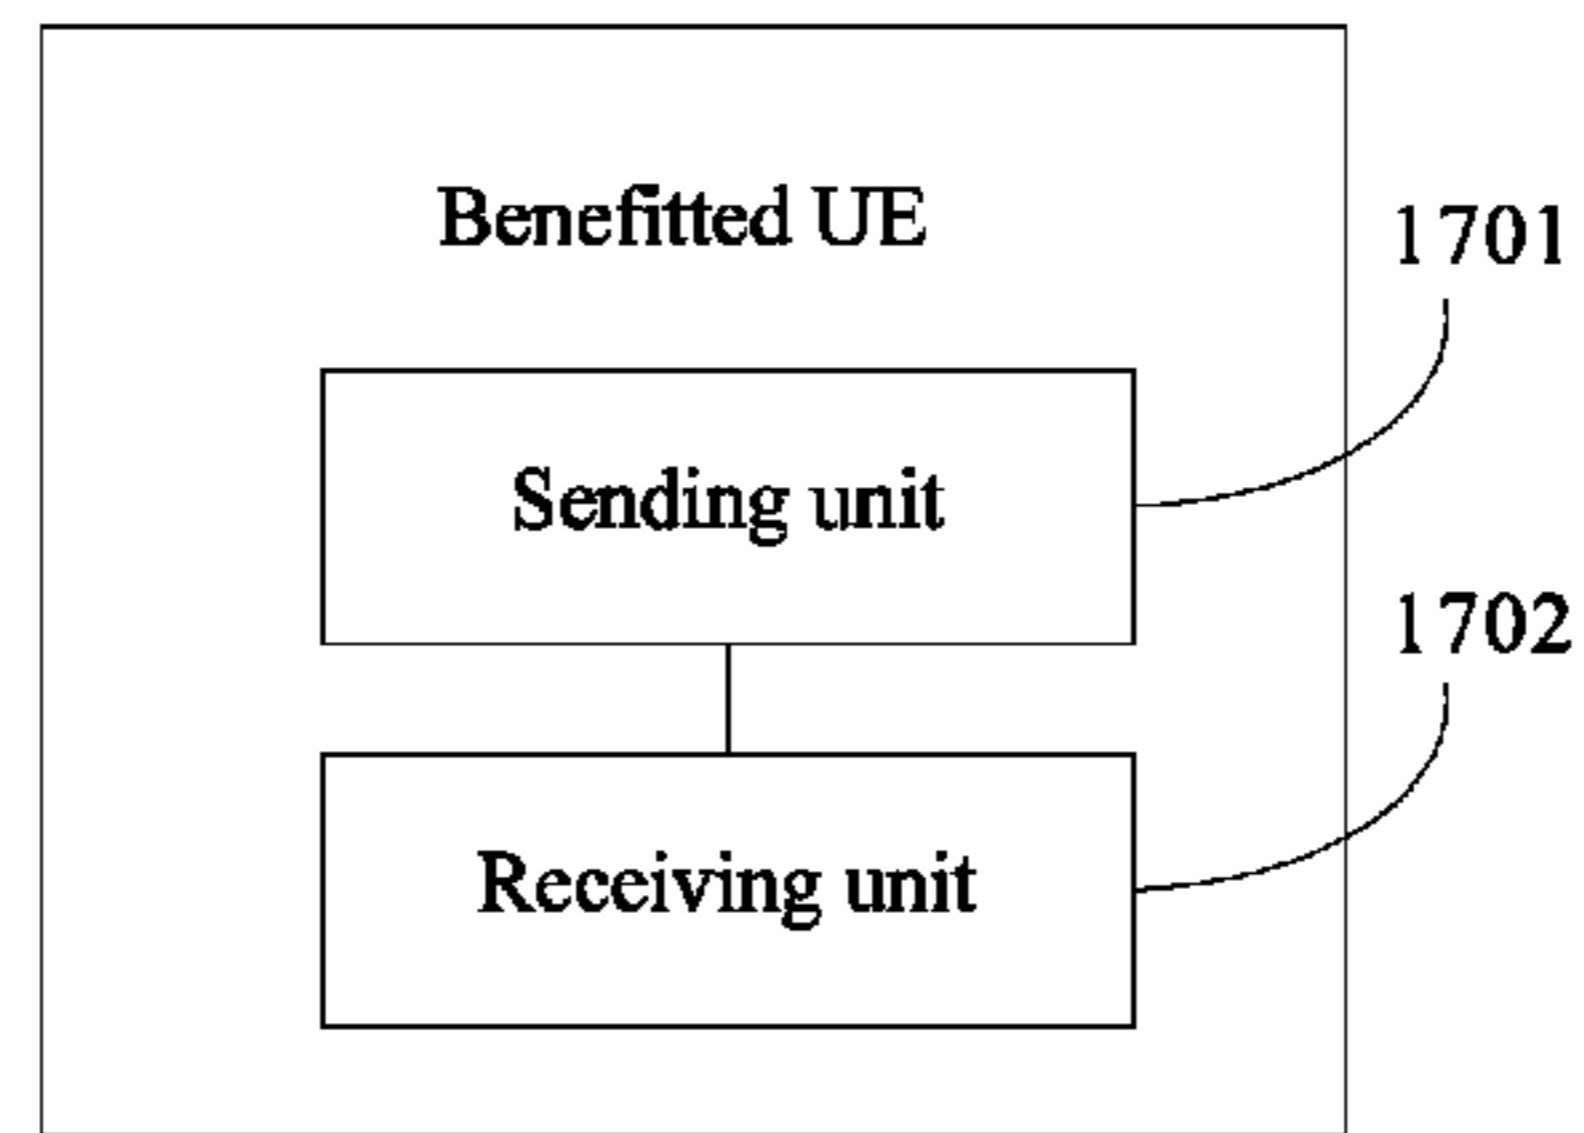 Benefitted UE
1701
Sending unit
1702
Receiving unit